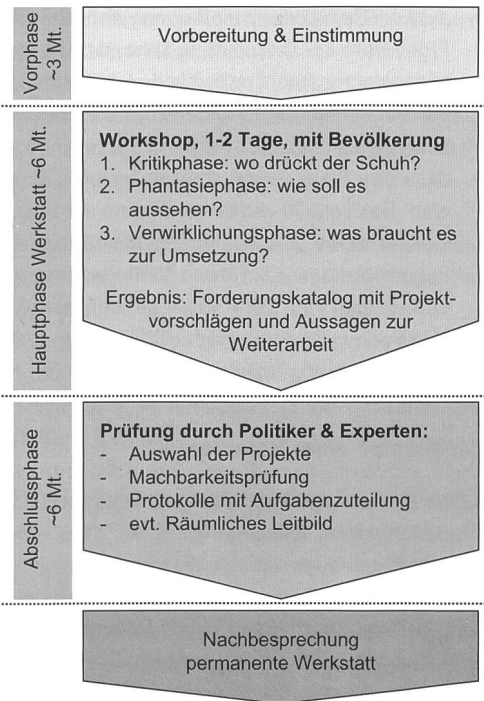 Vorphase
~3 Mt.
Vorbereitung & Einstimmung
Hauptphase Werkstatt ~6 Mt.
Workshop, 1-2 Tage, mit Bevölkerung
1. Kritikphase: wo drückt der Schuh?
2. Phantasiephase: wie soll es
aussehen?
3. Verwirklichungsphase: was braucht es
zur Umsetzung?
Ergebnis: Forderungskatalog mit Projekt-
vorschlägen und Aussagen zur
Weiterarbeit
Abschlussphase
~6 Mt.
Prüfung durch Politiker & Experten:
- Auswahl der Projekte
- Machbarkeitsprüfung
- Protokolle mit Aufgabenzuteilung
- evt. Räumliches Leitbild
Nachbesprechung
permanente Werkstatt